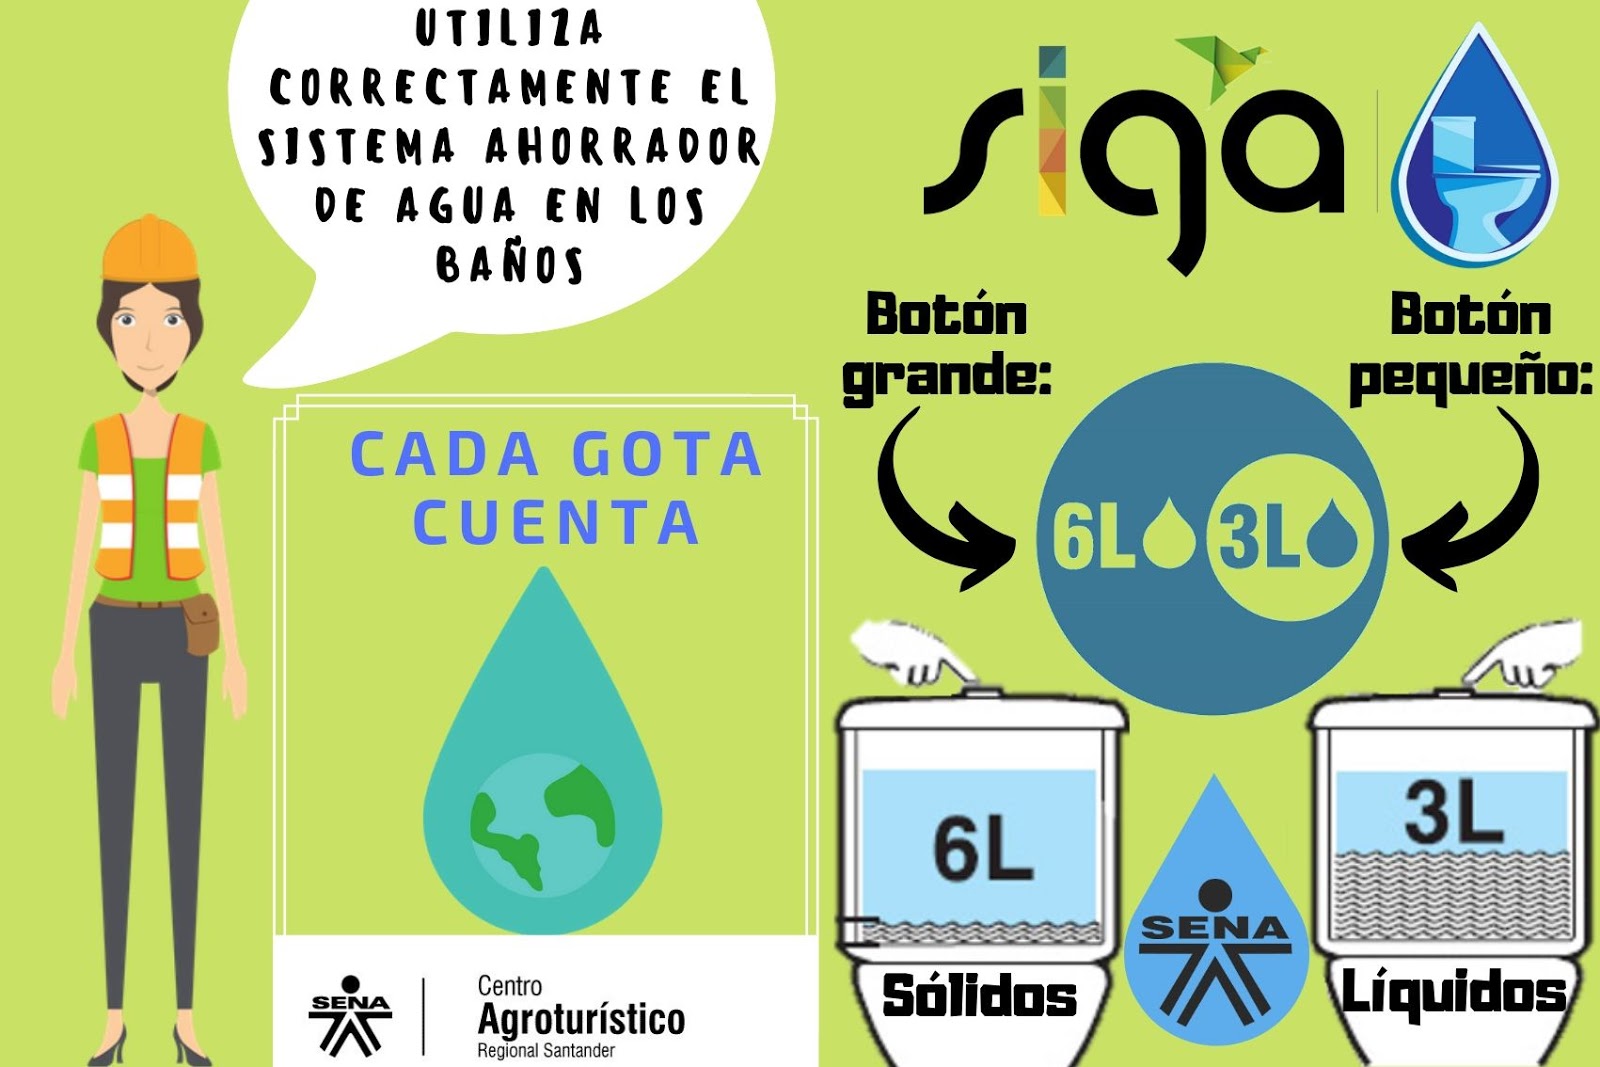 UTILIZA
CORRECTAMENTE EL
SISTEMA AHORRADOR
DE AGUA EN LOS
BAÑOS
CADA GOTA
CUENTA
SENA
Centro
Agroturístico
Regional Santander
siga
Botón
grande:
Botón
pequeño:
6L 3L
6L
3L
SENA
Sólidos
Líquidos